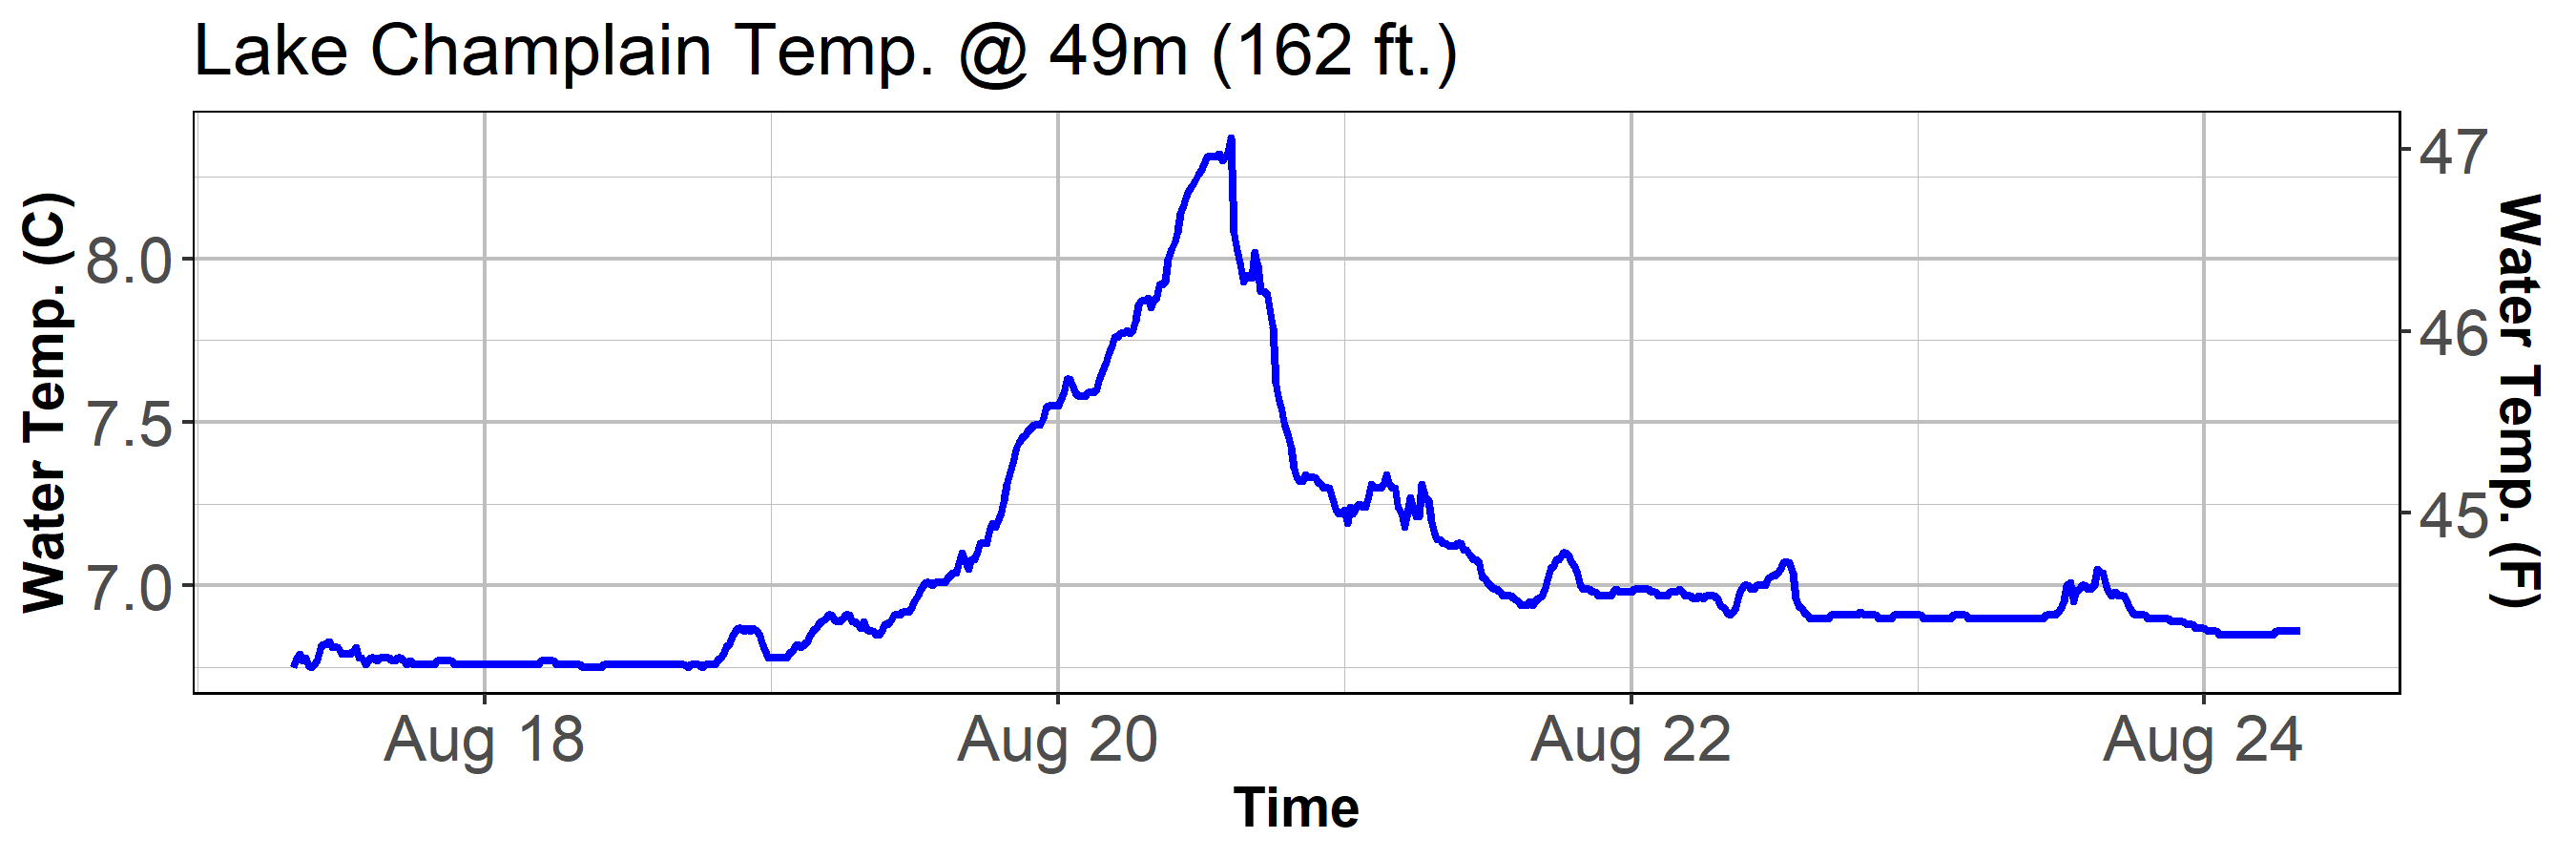 Lake Champlain Temp. @ 49m (162 ft.)
Water Temp. (C)
8.0
7.5
7.0
47
46
45
Water Temp. (F)
Aug 18
Aug 20
Aug 22
Aug 24
Time